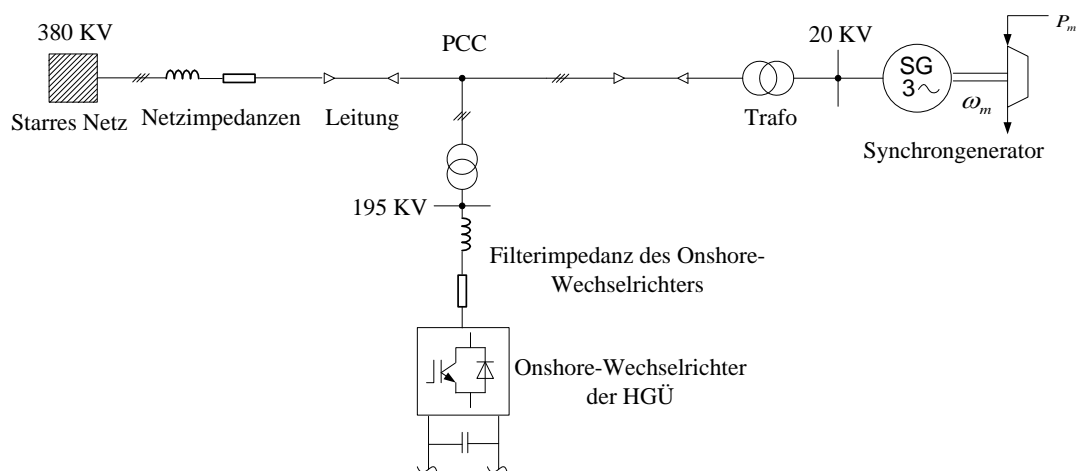 380 KV
PCC
20 KV
P_m
SG
3~
ω_m
Starres Netz
Netzimpedanzen
Leitung
Trafo
Synchrongenerator
195 KV
Filterimpedanz des Onshore-
Wechselrichters
Onshore-Wechselrichter
der HGÜ